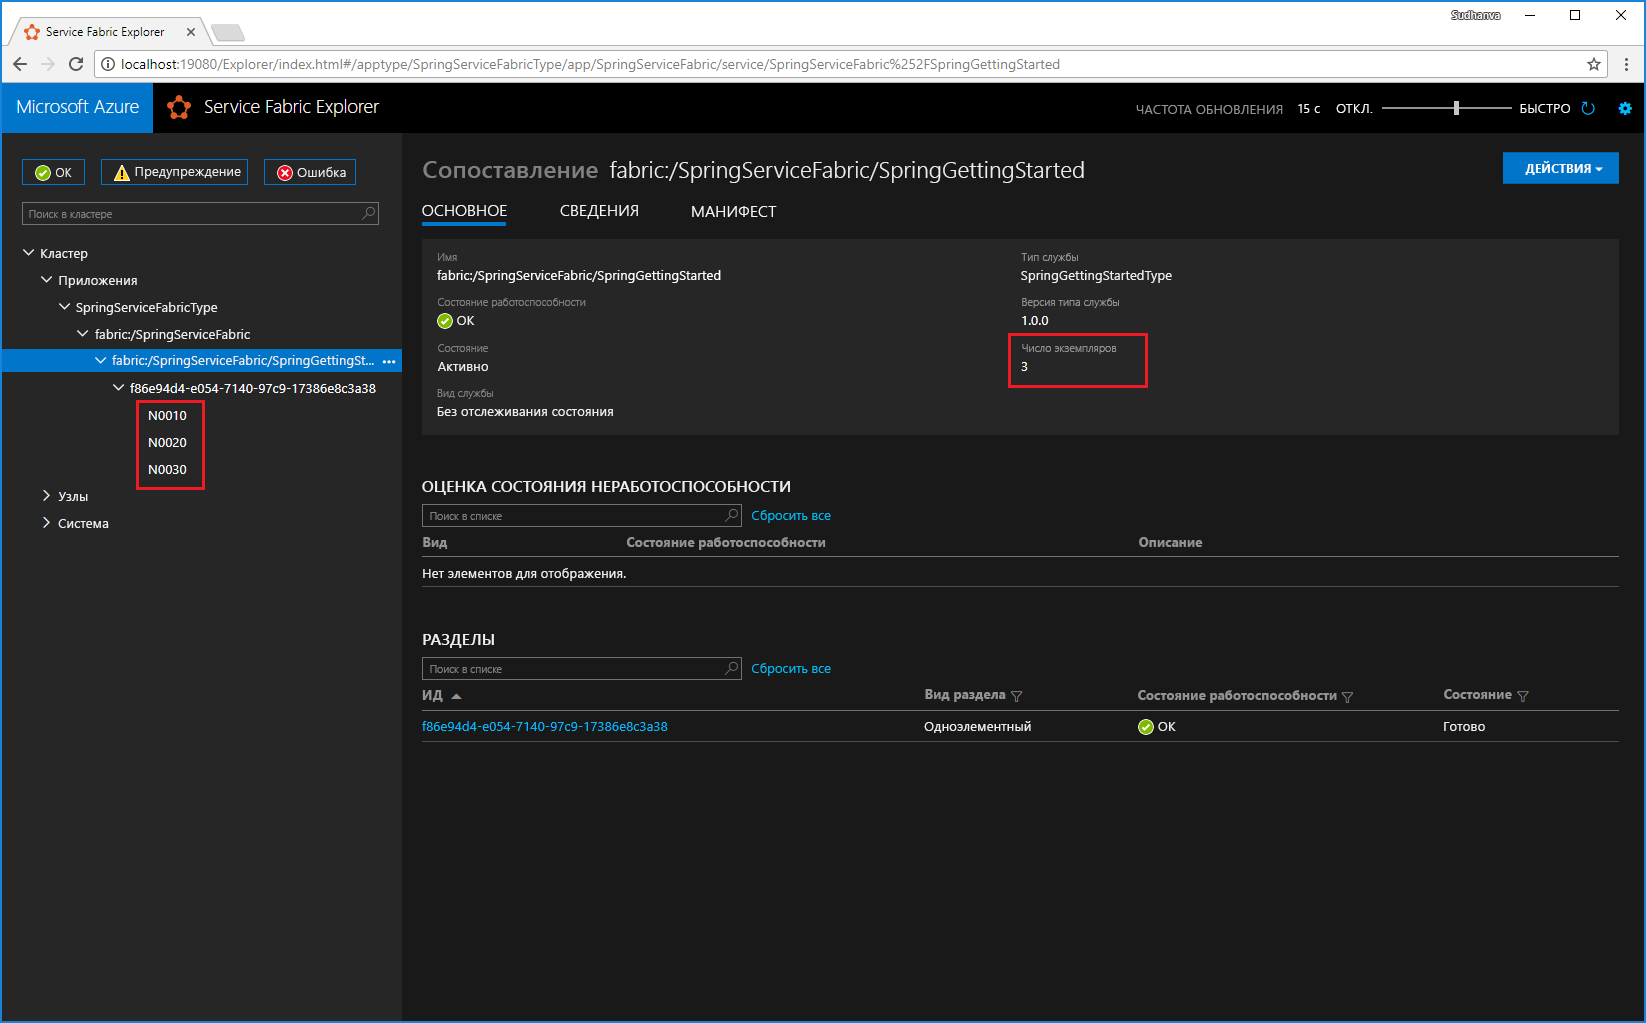 Sudhanva
Service Fabric Explorer
localhost:19080/Explorer/index.html#/apptype/SpringServiceFabricType/app/SpringServiceFabric/service/SpringServiceFabric%252FSpringGettingStarted
Microsoft Azure
Service Fabric Explorer
ЧАСТОТА ОБНОВЛЕНИЯ 15 с ОТКЛ. БЫСТРО
OK Предупреждение Ошибка
Поиск в кластере
Кластер
Приложения
SpringServiceFabricType
fabric:/SpringServiceFabric
fabric:/SpringServiceFabric/SpringGettingSt...
f86e94d4-e054-7140-97c9-17386e8c3a38
N0010
N0020
N0030
Узлы
Система
Сопоставление fabric:/SpringServiceFabric/SpringGettingStarted
ДЕЙСТВИЯ
ОСНОВНОЕ СВЕДЕНИЯ МАНИФЕСТ
Имя
fabric:/SpringServiceFabric/SpringGettingStarted
Состояние работоспособности
OK
Состояние
Активно
Вид службы
Без отслеживания состояния
Тип службы
SpringGettingStartedType
Версия типа службы
1.0.0
Число экземпляров
3
ОЦЕНКА СОСТОЯНИЯ НЕРАБОТОСПОСОБНОСТИ
Поиск в списке Сбросить все
Вид Состояние работоспособности Описание
Нет элементов для отображения.
РАЗДЕЛЫ
Поиск в списке Сбросить все
ИД Вид раздела Состояние работоспособности Состояние
f86e94d4-e054-7140-97c9-17386e8c3a38 Одноэлементный OK Готово